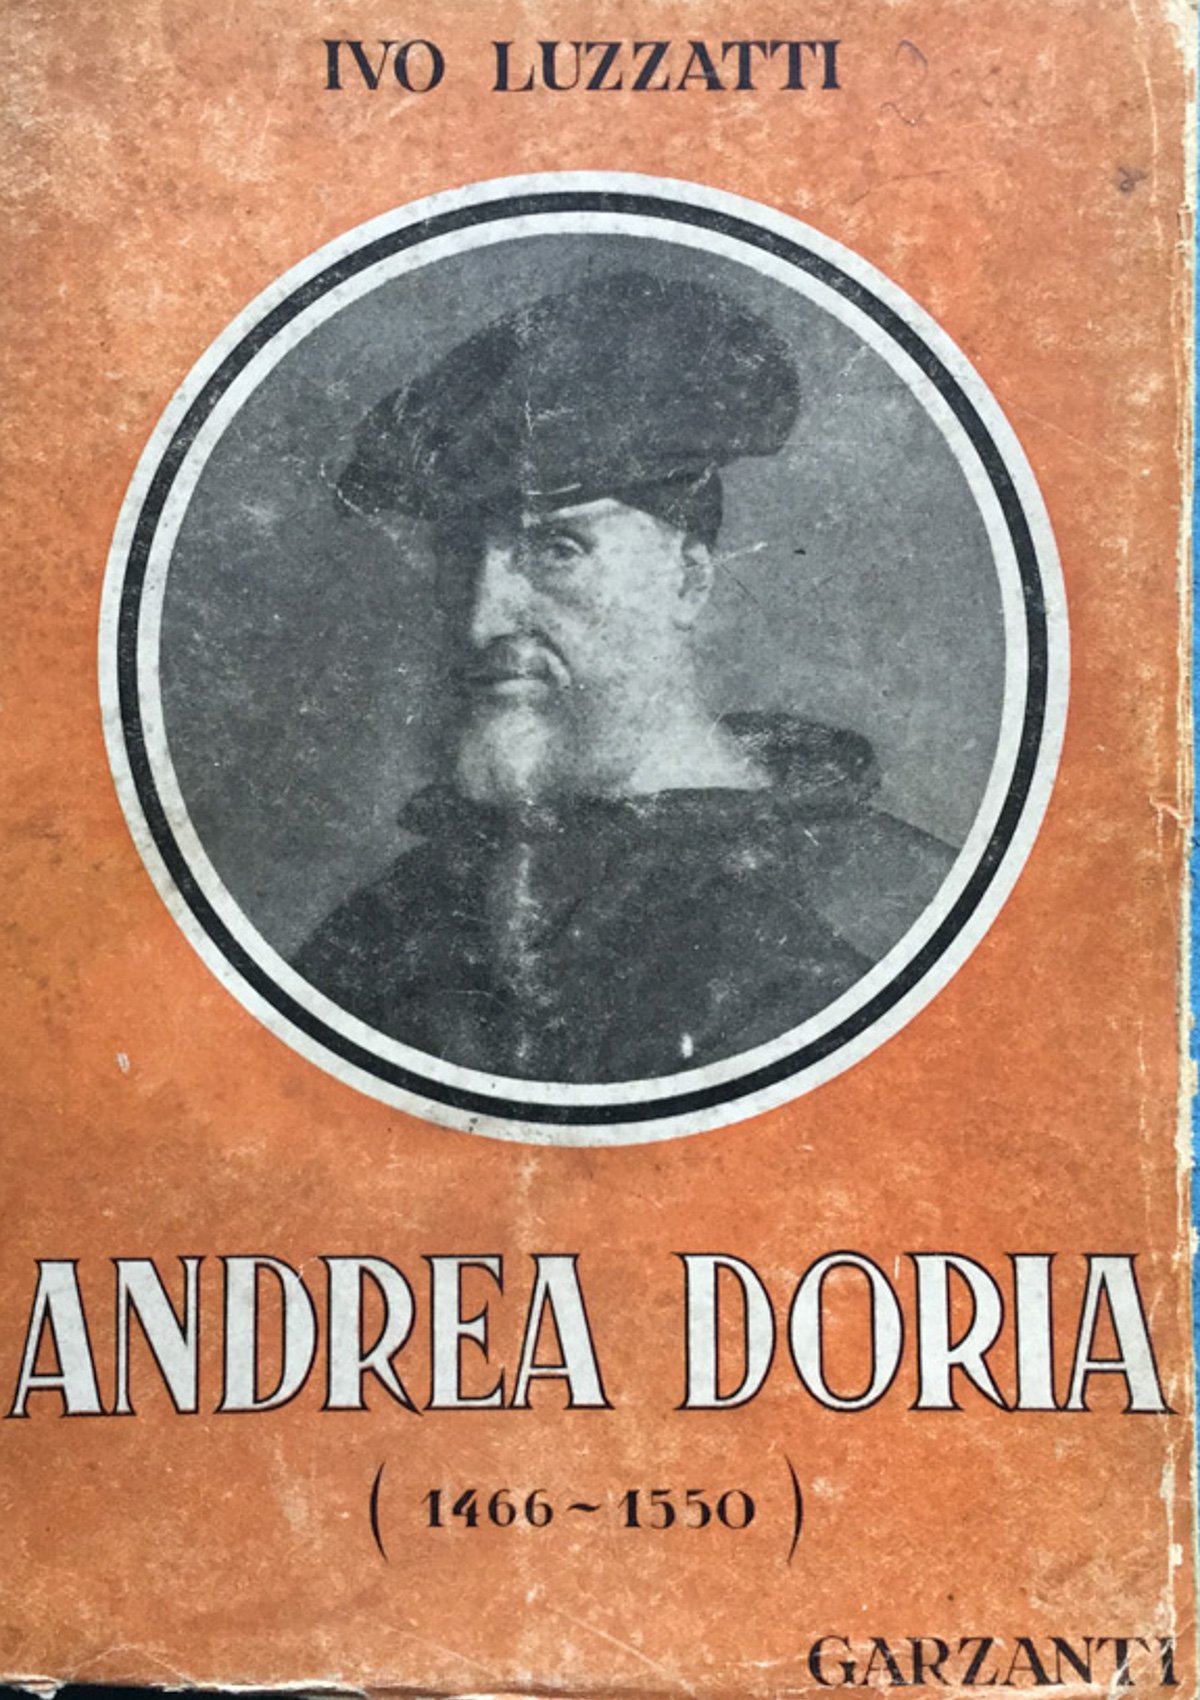 IVO LUZZATTI
ANDREA DORIA
(1466~1550)
GARZANTI